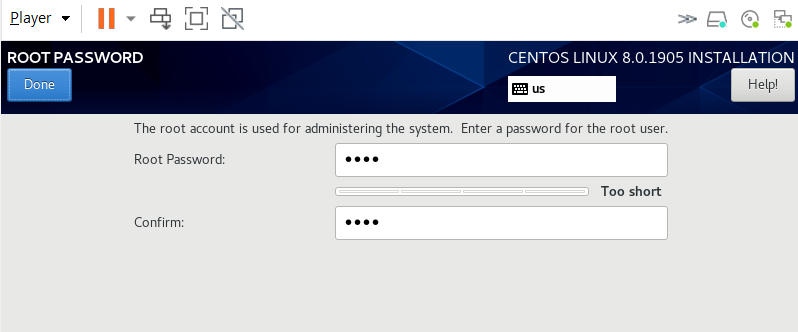 Player
ROOT PASSWORD
CENTOS LINUX 8.0.1905 INSTALLATION
Done
us
Help!
The root account is used for administering the system.  Enter a password for the root user.
Root Password:
••••
Too short
Confirm:
••••